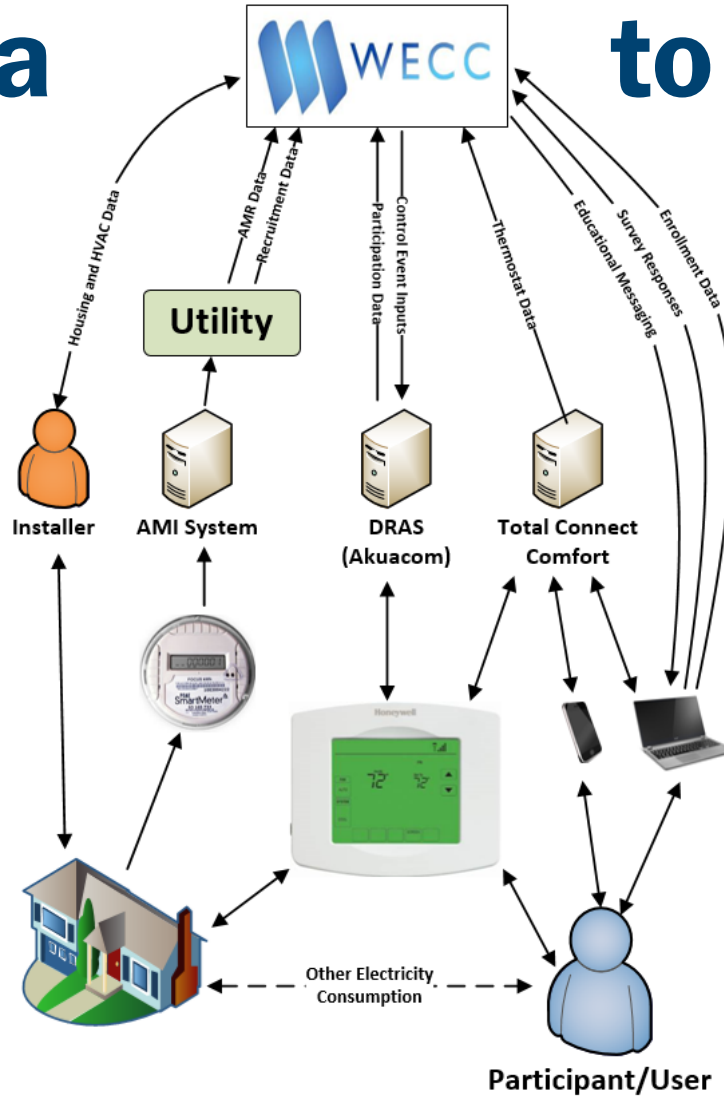 a
to
WECC
Housing and HVAC Data
AMR Data
Recruitment Data
Participation Data
Control Event Inputs
Thermostat Data
Educational Messaging
Survey Responses
Enrollment Data
Utility
Installer
AMI System
DRAS
(Akuacom)
Total Connect
Comfort
SmartMeter
Honeywell
72
72
Other Electricity
Consumption
Participant/User